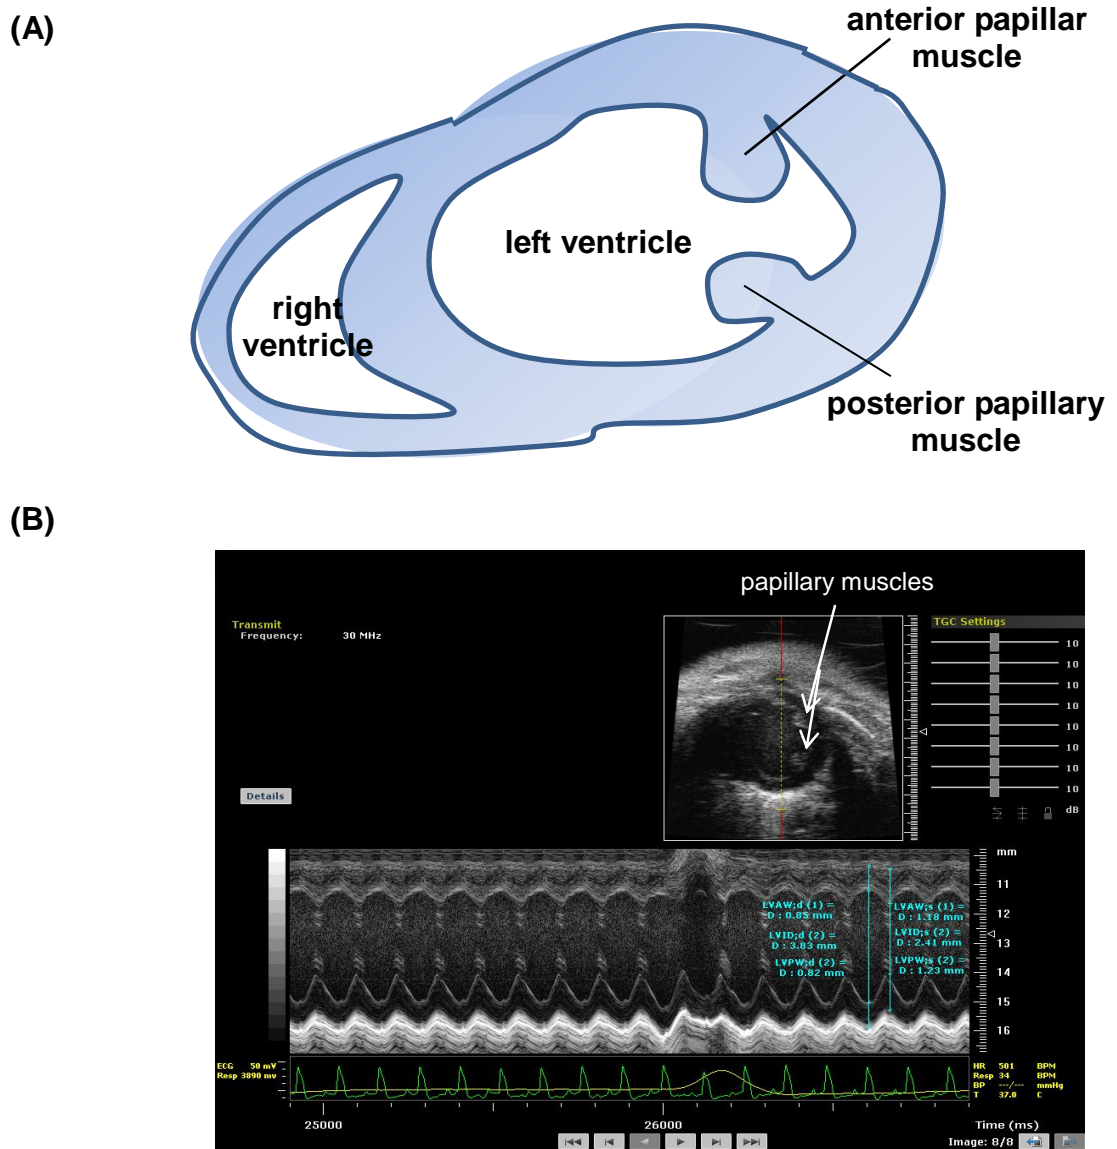 (A)
anterior papillar
muscle
left ventricle
right
ventricle
posterior papillary
muscle
(B)
papillary muscles
Transmit
Frequency: 30 MHz
TGC Settings
10
10
10
10
10
10
10
10
dB
Details
mm
11
12
13
14
15
16
LVAW;d (1) =
D : 0.85 mm
LVID;d (2) =
D : 3.83 mm
LVPW;d (2) =
D : 0.82 mm
LVAW;s (1) =
D : 1.18 mm
LVID;s (2) =
D : 2.41 mm
LVPW;s (2) =
D : 1.23 mm
ECG 50 mV
Resp 3890 mv
HR 501 BPM
Resp 34 BPM
BP ---/--- mmHg
T 37.0 C
25000 26000 Time (ms)
Image: 8/8